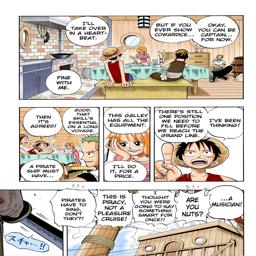 OKAY,
YOU CAN BE
CAPTAIN...
FOR NOW.
BUT IF YOU
EVER SHOW
COWARDICE...
I'LL
TAKE OVER
IN A HEART-
BEAT.
FINE
WITH
ME.
I'VE BEEN
THINKING!
THERE'S STILL
ONE POSITION
WE NEED TO
FILL BEFORE
WE REACH THE
GRAND LINE.
THIS GALLEY
HAS ALL THE
EQUIPMENT.
I'LL DO
IT, FOR A
PRICE.
GOOD,
THAT
SKILL'S
ESSENTIAL
ON A LONG
VOYAGE.
THEN
IT'S
AGREED!
A PIRATE
SHIP MUST
HAVE...
...A
MUSICIAN!
ARE
YOU
NUTS?
THOUGHT YOU
WERE GOING TO
SAY SOMETHING
SMART FOR
ONCE!!
THIS IS
PIRACY,
NOT A
PLEASURE
CRUISE!
PIRATES
HAVE TO
SING,
DON'T
THEY?!